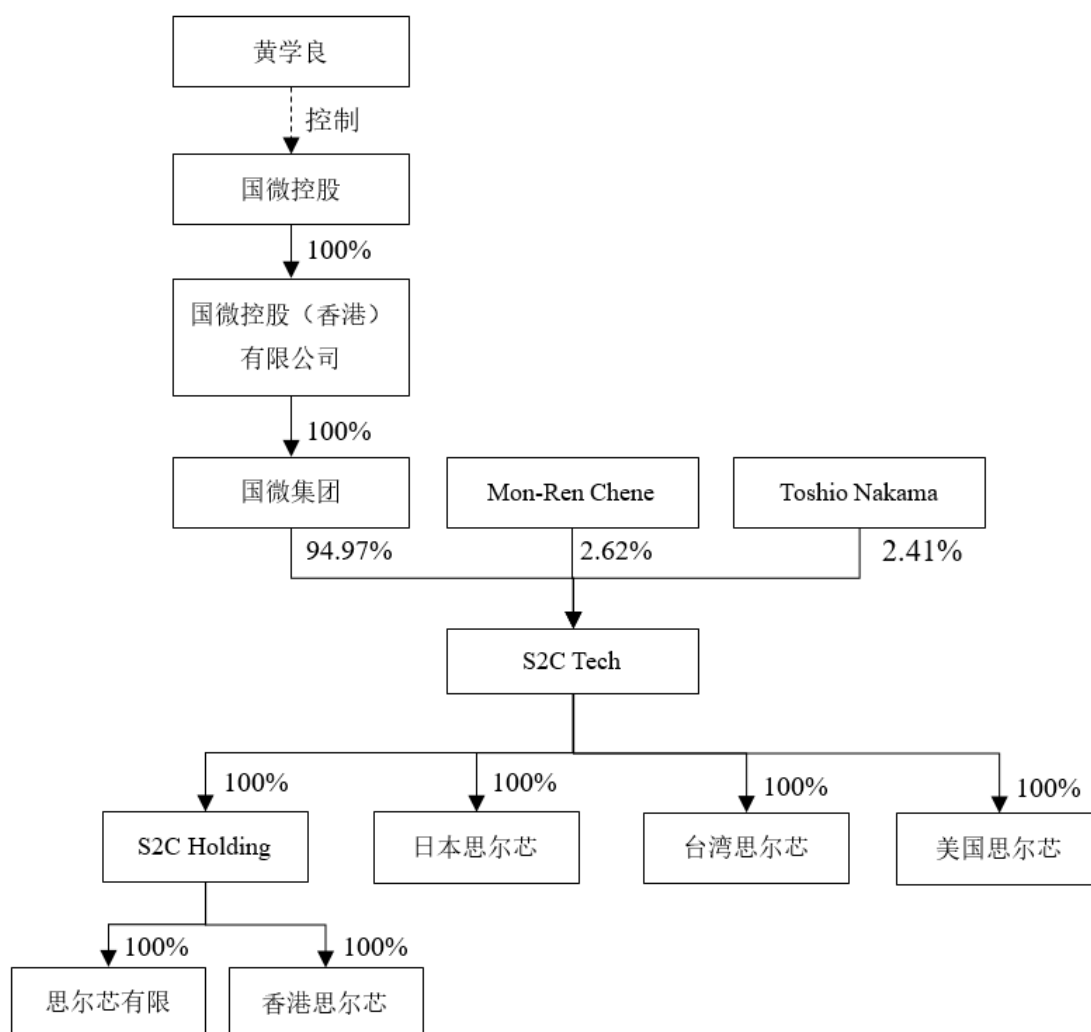 黄学良
控制
国微控股
100%
国微控股（香港）
有限公司
100%
国微集团
Mon-Ren Chene
Toshio Nakama
94.97%
2.62%
2.41%
S2C Tech
100%
100%
100%
100%
S2C Holding
日本思尔芯
台湾思尔芯
美国思尔芯
100%
100%
思尔芯有限
香港思尔芯